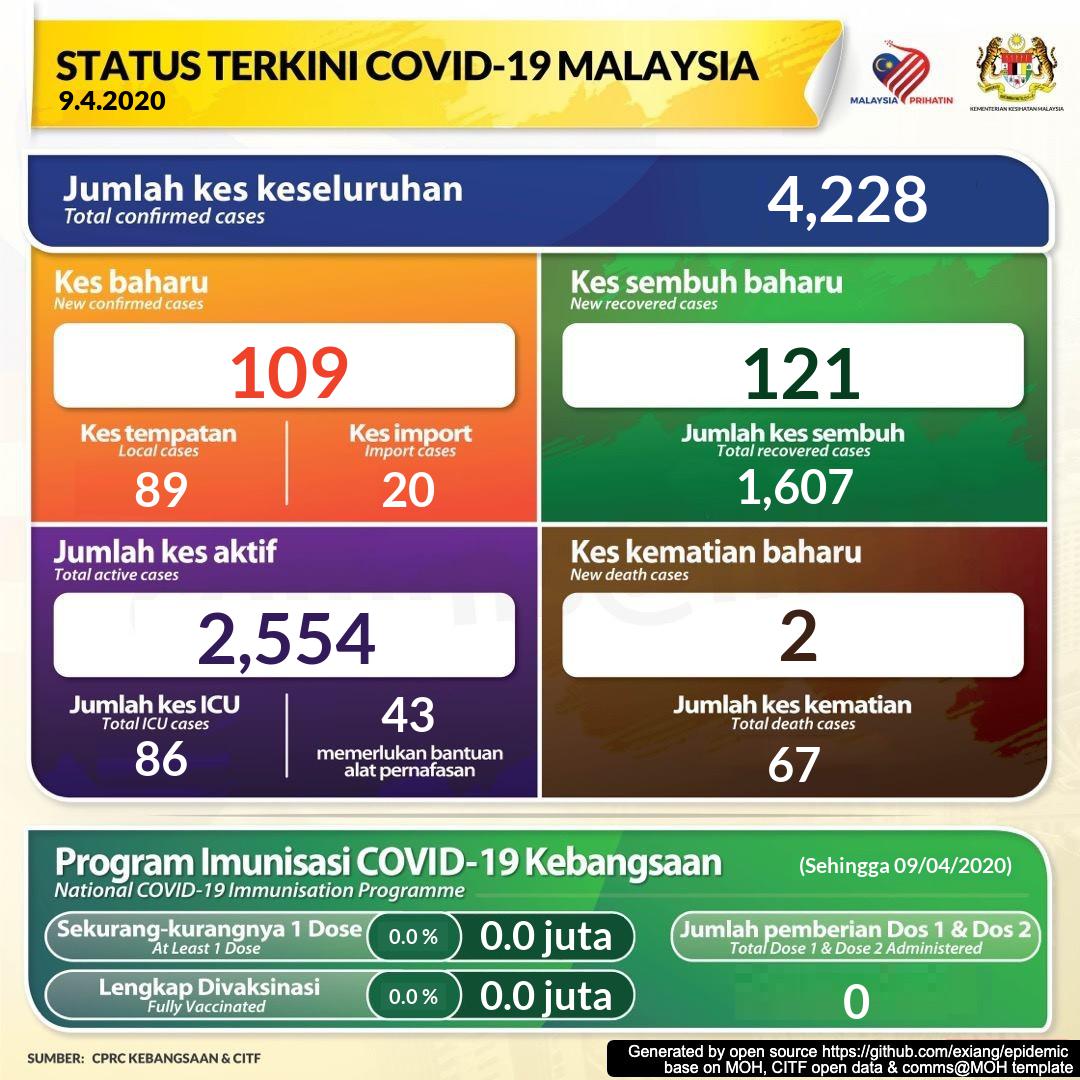 STATUS TERKINI COVID-19 MALAYSIA
9.4.2020
MALAYSIA PRIHATIN
KEMENTERIAN KESIHATAN MALAYSIA
Jumlah kes keseluruhan
Total confirmed cases
4,228
Kes baharu
New confirmed cases
109
Kes tempatan
Local cases
89
Kes import
Import cases
20
Kes sembuh baharu
New recovered cases
121
Jumlah kes sembuh
Total recovered cases
1,607
Jumlah kes aktif
Total active cases
2,554
Jumlah kes ICU
Total ICU cases
86
43
memerlukan bantuan
alat pernafasan
Kes kematian baharu
New death cases
2
Jumlah kes kematian
Total death cases
67
Program Imunisasi COVID-19 Kebangsaan
National COVID-19 Immunisation Programme
(Sehingga 09/04/2020)
Sekurang-kurangnya 1 Dose
At Least 1 Dose
0.0 %
0.0 juta
Lengkap Divaksinasi
Fully Vaccinated
0.0 %
0.0 juta
Jumlah pemberian Dos 1 & Dos 2
Total Dose 1 & Dose 2 Administered
0
SUMBER: CPRC KEBANGSAAN & CITF
Generated by open source https://github.com/exiang/epidemic
base on MOH, CITF open data & comms@MOH template